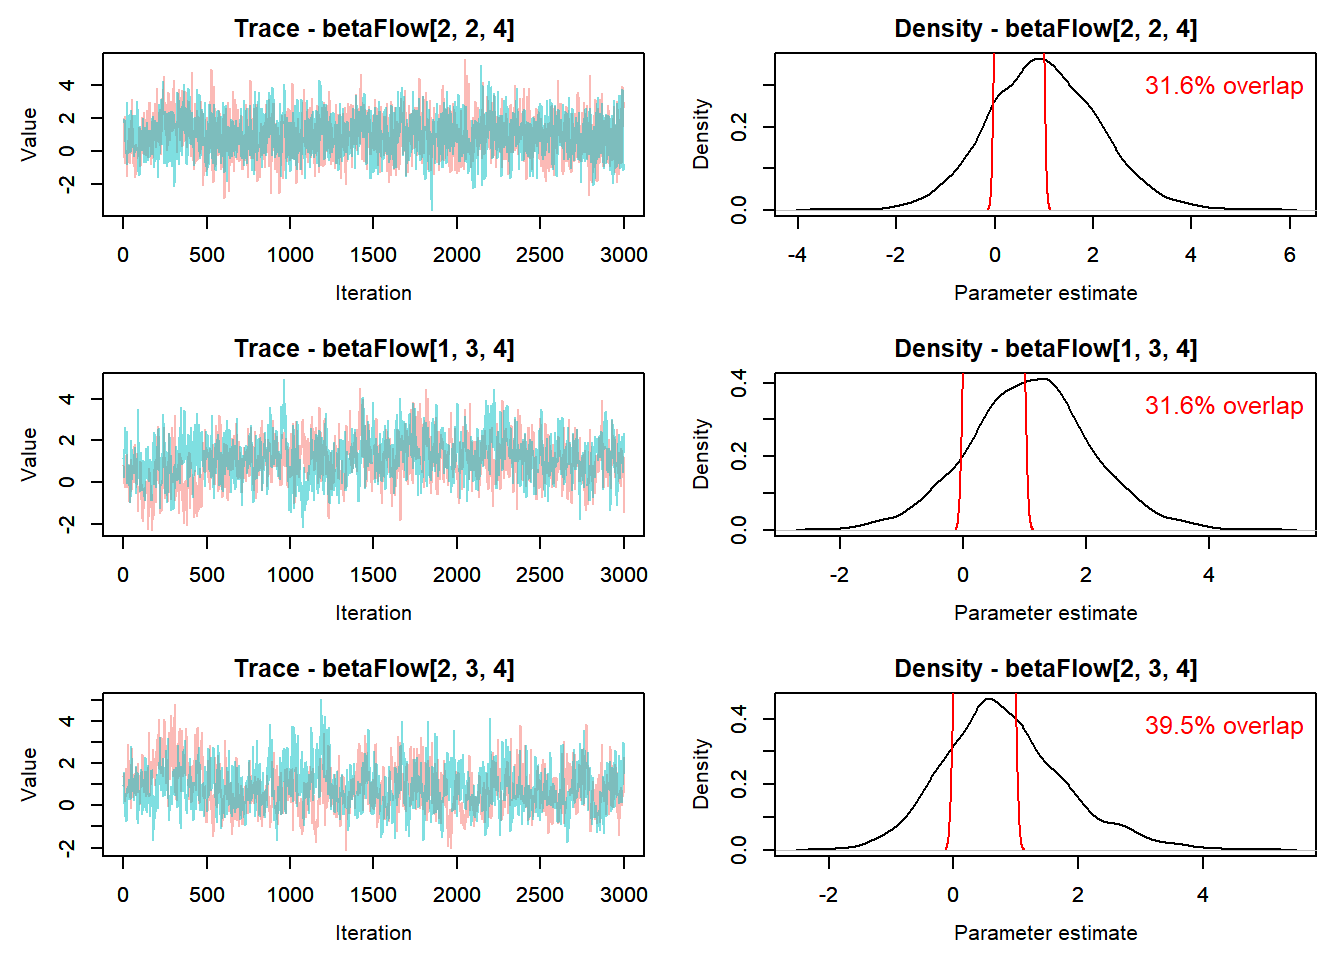 Trace - betaFlow[2, 2, 4]
Value
-2 0 2 4
0 500 1000 1500 2000 2500 3000
Iteration
Density - betaFlow[2, 2, 4]
31.6% overlap
Density
0.0 0.2
-4 -2 0 2 4 6
Parameter estimate
Trace - betaFlow[1, 3, 4]
Value
-2 0 2 4
0 500 1000 1500 2000 2500 3000
Iteration
Density - betaFlow[1, 3, 4]
31.6% overlap
Density
0.0 0.2 0.4
-2 0 2 4
Parameter estimate
Trace - betaFlow[2, 3, 4]
Value
-2 0 2 4
0 500 1000 1500 2000 2500 3000
Iteration
Density - betaFlow[2, 3, 4]
39.5% overlap
Density
0.0 0.2 0.4
-2 0 2 4
Parameter estimate